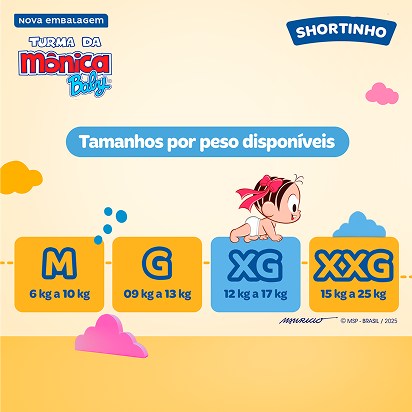 NOVA EMBALAGEM
SHORTINHO
TURMA DA
MÔNICA
Baby
Tamanhos por peso disponíveis
M
6 kg a 10 kg
G
09 kg a 13 kg
XG
12 kg a 17 kg
XXG
15 kg a 25 kg
MAURICIO
© MSP - BRASIL / 2025